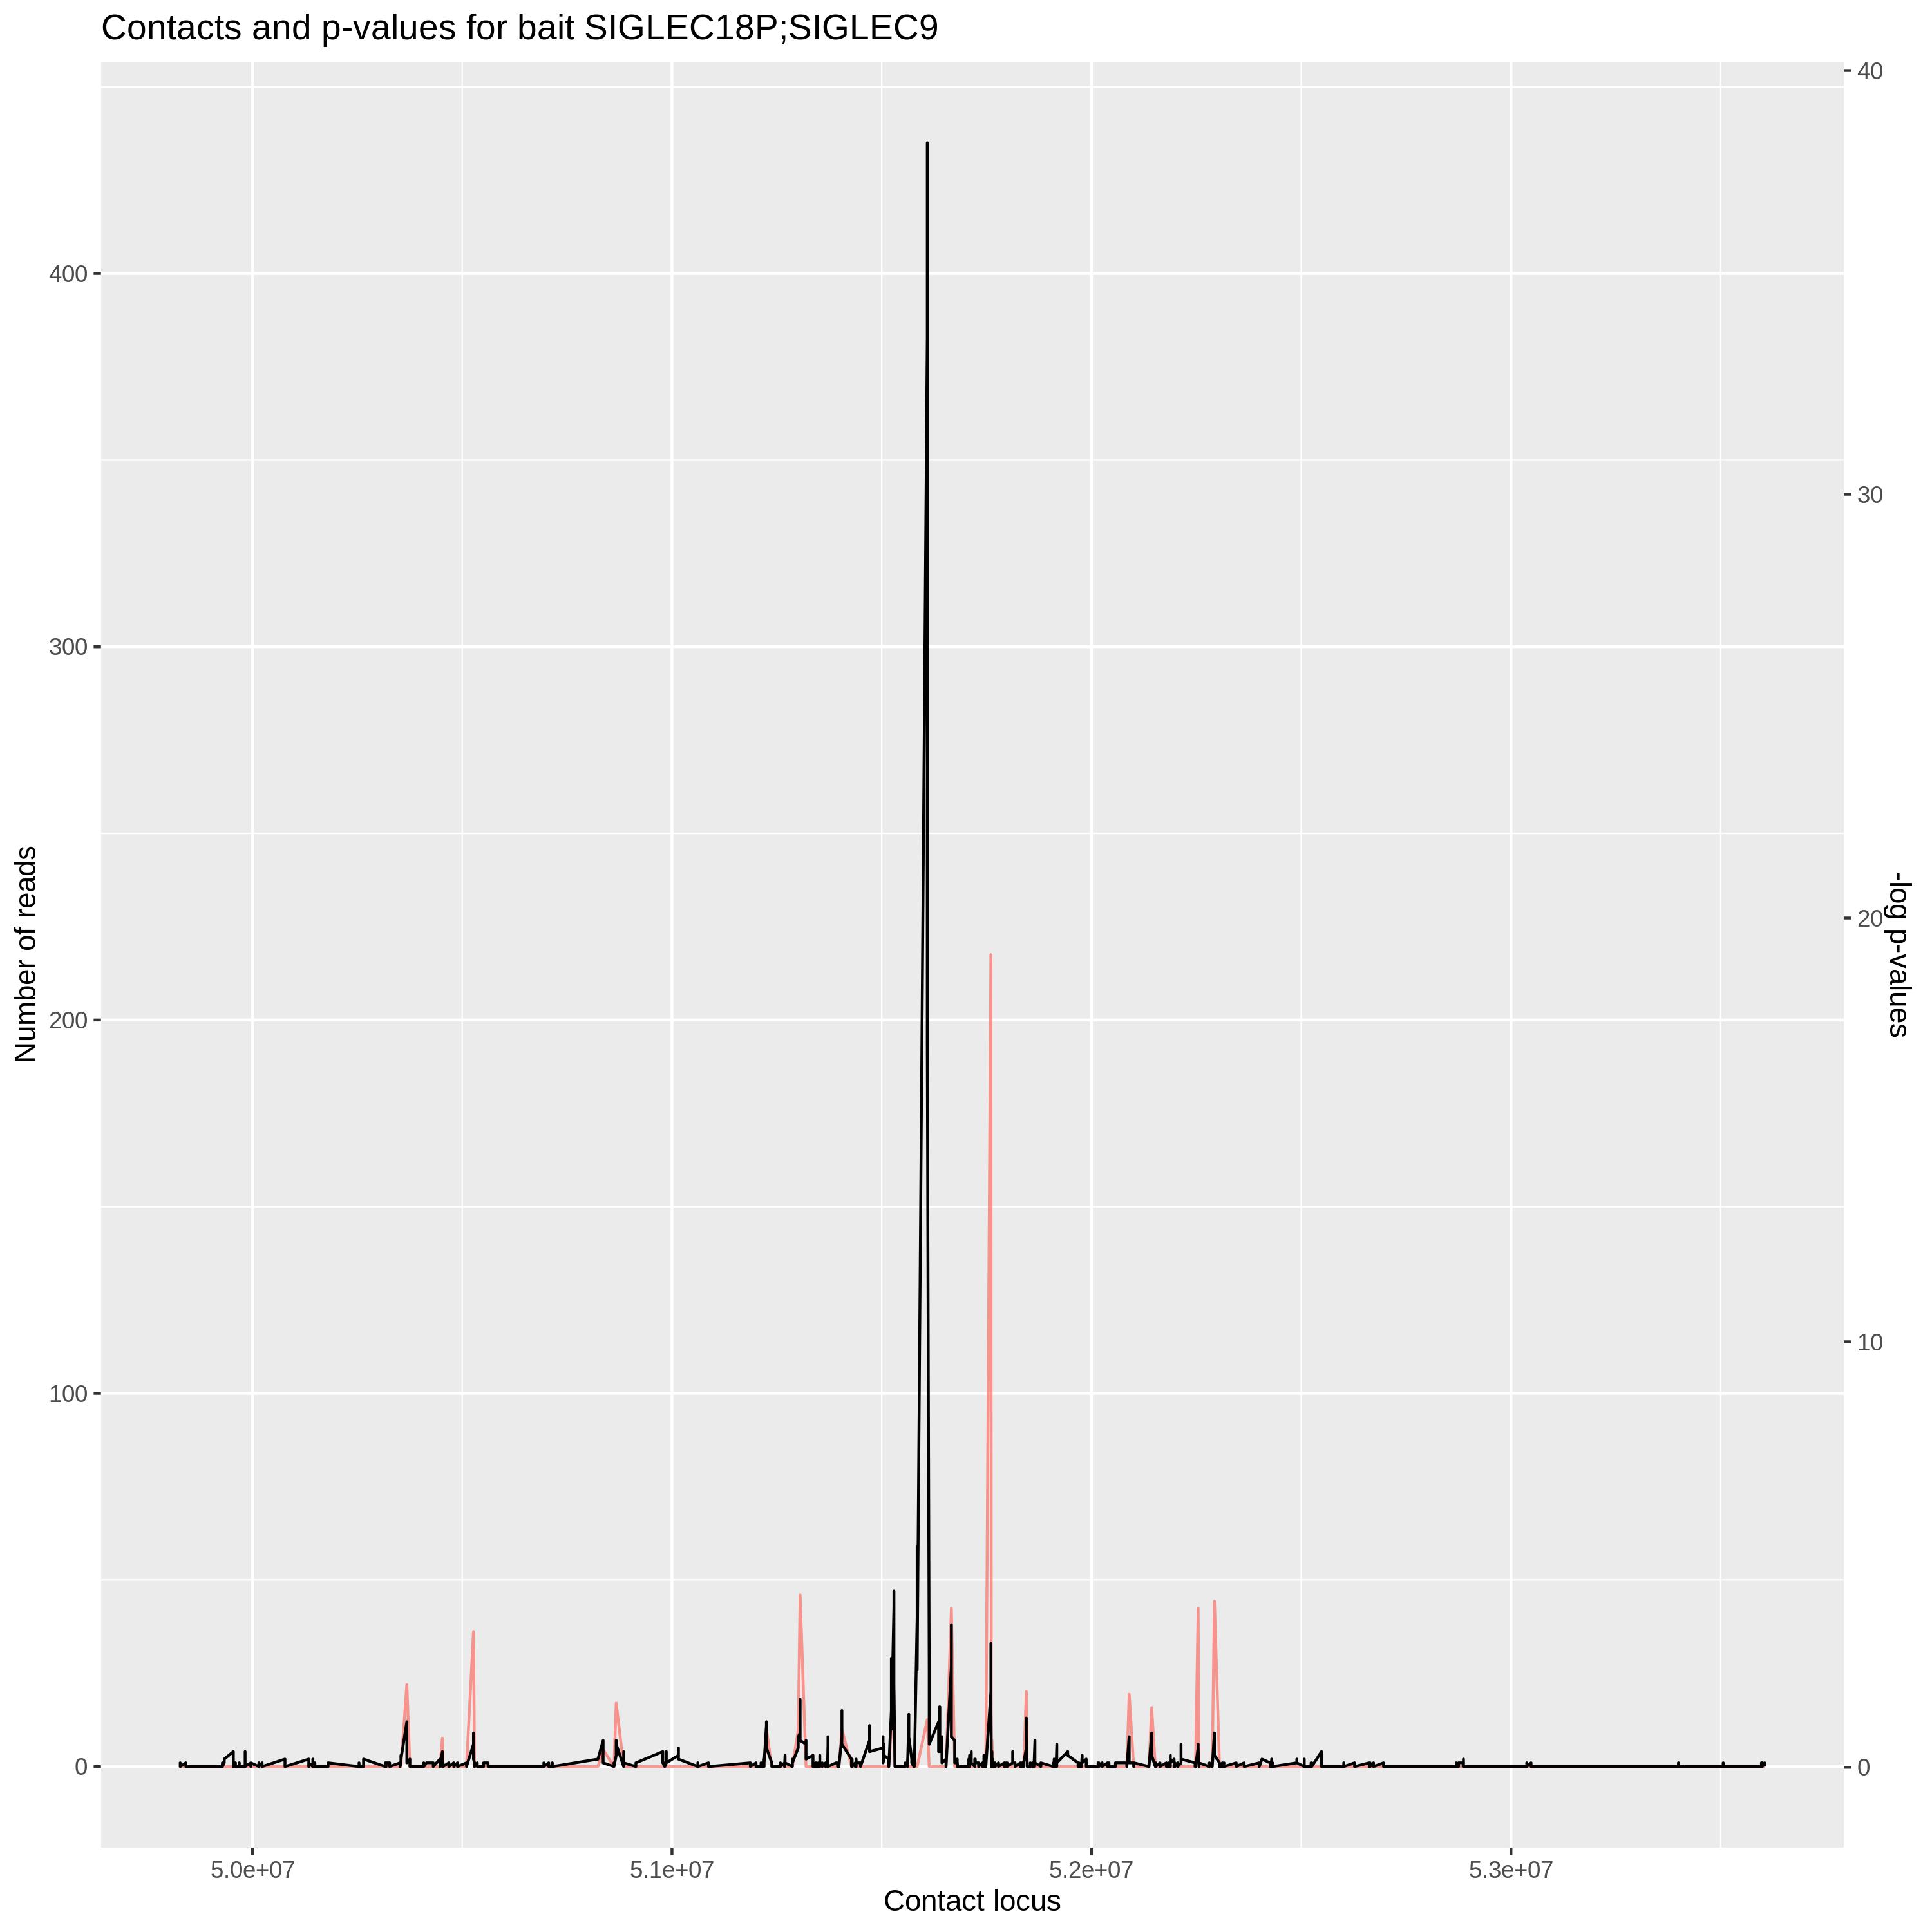 Contacts and p-values for bait SIGLEC18P;SIGLEC9
40
400
30
300
Number of reads
20
-log p-values
200
100
10
0
0
5.0e+07
5.1e+07
5.2e+07
5.3e+07
Contact locus